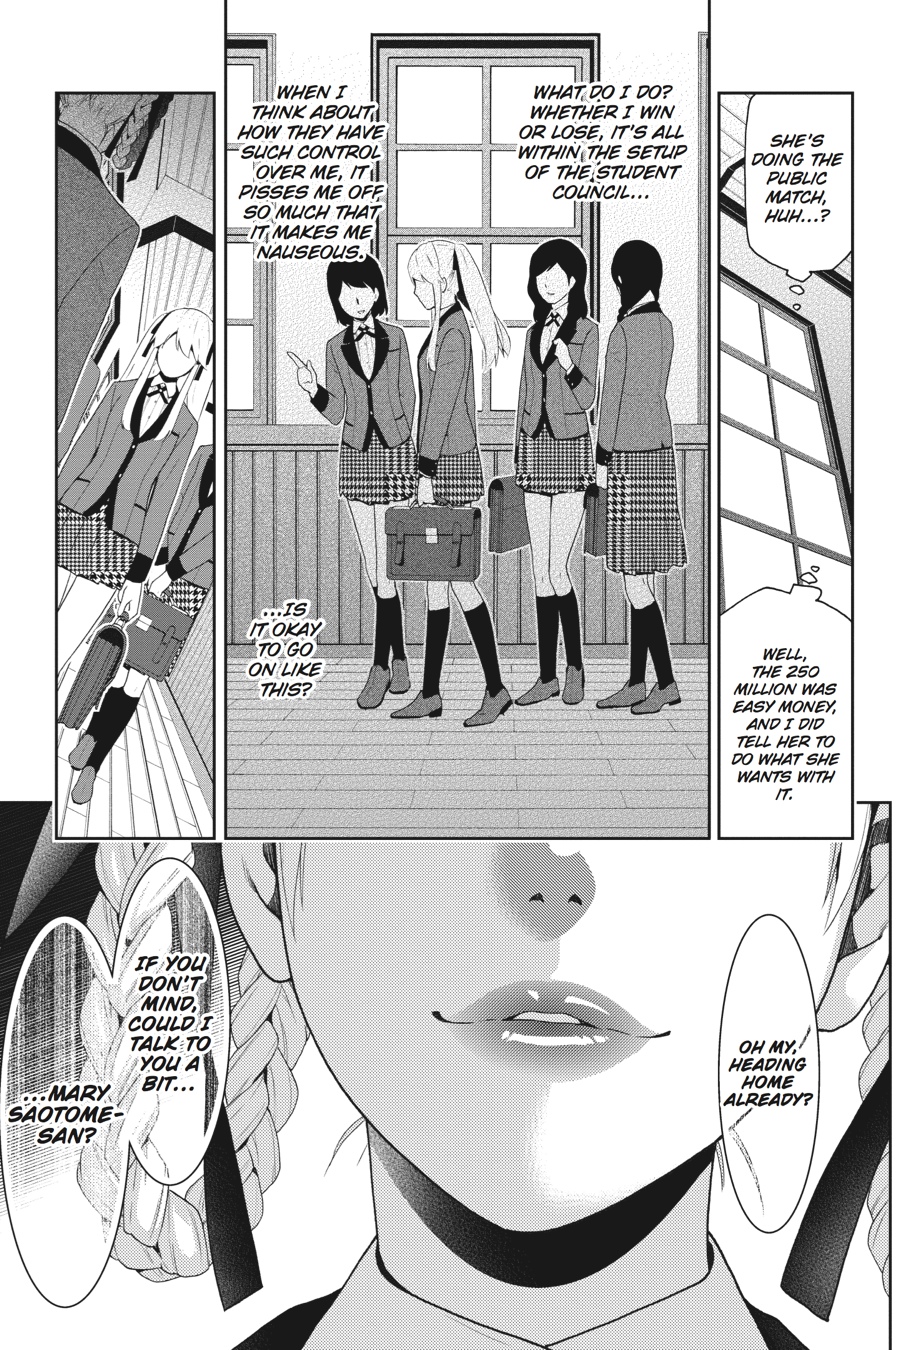 SHE'S
DOING THE
PUBLIC
MATCH,
HUH...?
WELL,
THE 250
MILLION WAS
EASY MONEY,
AND I DID
TELL HER TO
DO WHAT SHE
WANTS WITH
IT.
WHAT DO I DO?
WHETHER I WIN
OR LOSE, IT'S ALL
WITHIN THE SETUP
OF THE STUDENT
COUNCIL...
WHEN I
THINK ABOUT
HOW THEY HAVE
SUCH CONTROL
OVER ME, IT
PISSES ME OFF
SO MUCH THAT
IT MAKES ME
NAUSEOUS.
...IS
IT OKAY
TO GO
ON LIKE
THIS?
OH MY,
HEADING
HOME
ALREADY?
IF YOU
DON'T
MIND,
COULD I
TALK TO
YOU A
BIT...
...MARY
SAOTOME-
SAN?